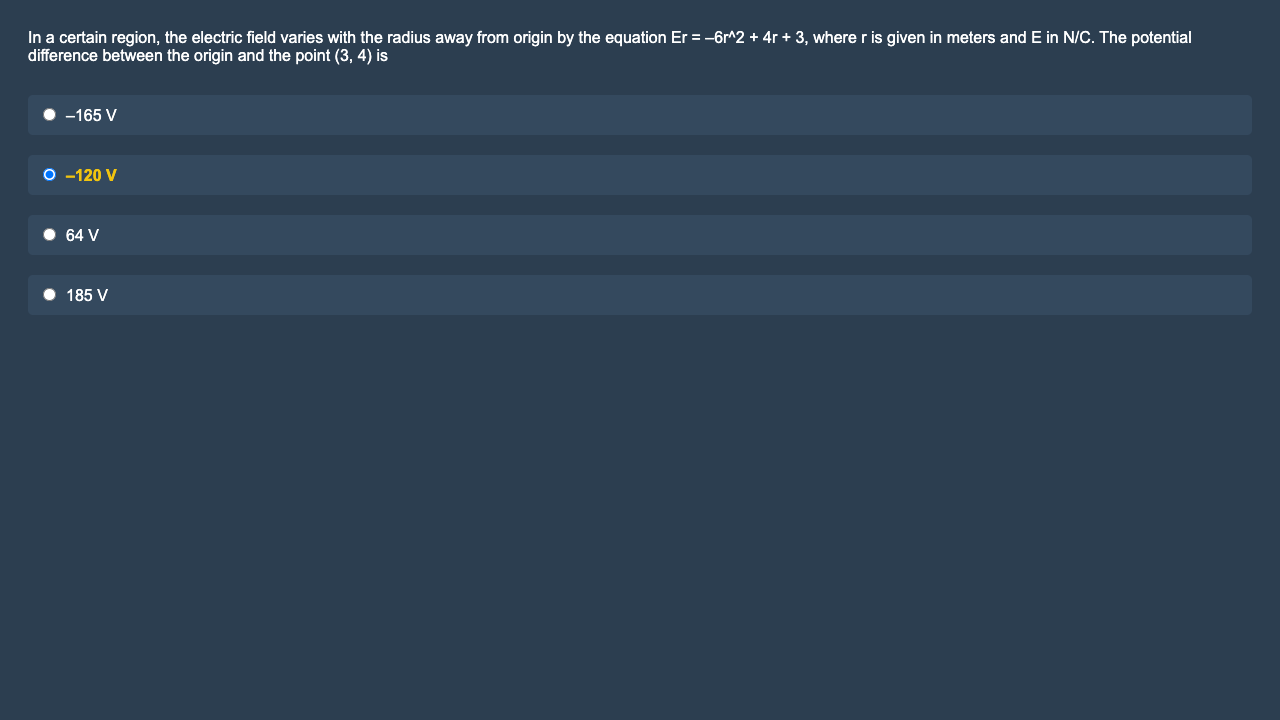 In a certain region, the electric field varies with the radius away from origin by the equation Er = –6r^2 + 4r + 3, where r is given in meters and E in N/C. The potential
difference between the origin and the point (3, 4) is
–165 V
–120 V
64 V
185 V